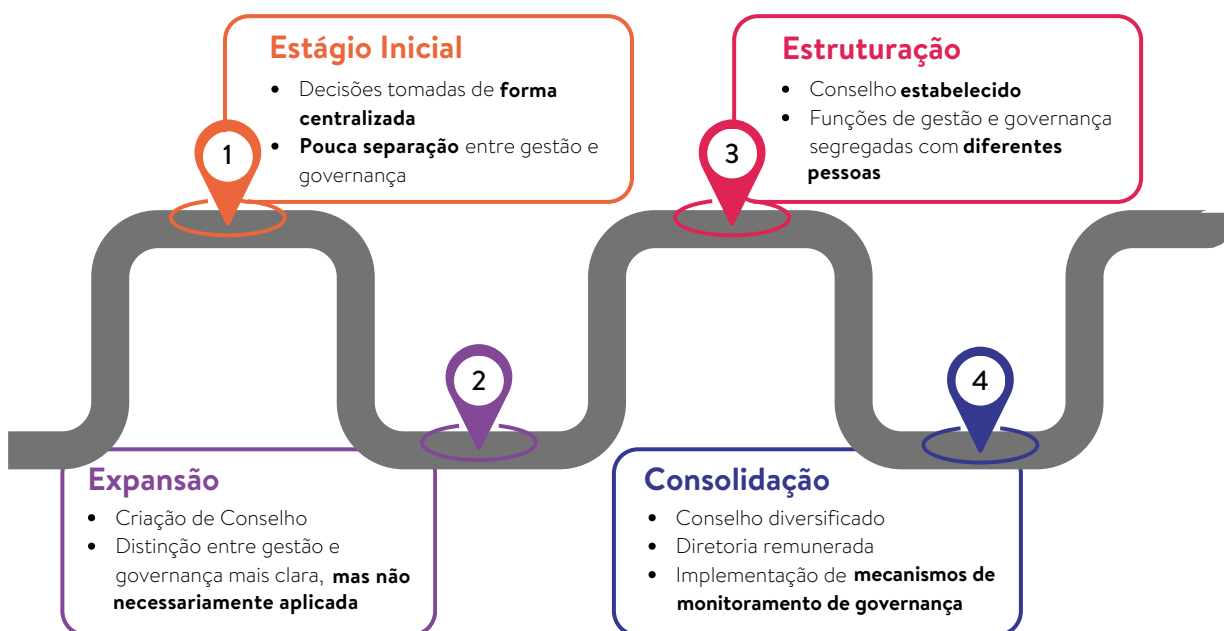 1
Estágio Inicial
• Decisões tomadas de forma
centralizada
• Pouca separação entre gestão e
governança
2
Expansão
• Criação de Conselho
• Distinção entre gestão e
governança mais clara, mas não
necessariamente aplicada
3
Estruturação
• Conselho estabelecido
• Funções de gestão e governança
segregadas com diferentes
pessoas
4
Consolidação
• Conselho diversificado
• Diretoria remunerada
• Implementação de mecanismos de
monitoramento de governança